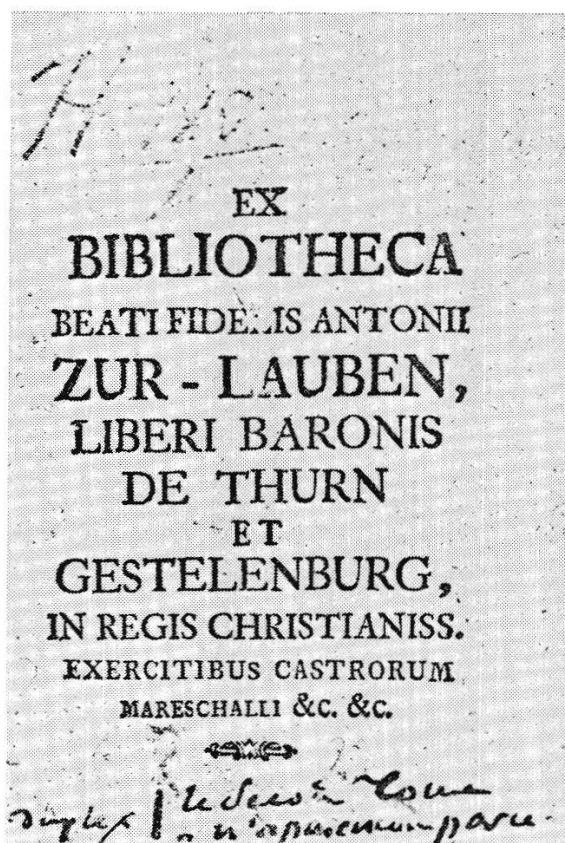 EX
BIBLIOTHECA
BEATI FIDELIS ANTONII
ZUR - LAUBEN,
LIBERI BARONIS
DE THURN
ET
GESTELENBURG,
IN REGIS CHRISTIANISS.
EXERCITIBUS CASTRORUM
MARESCHALLI &C. &C.
duplex